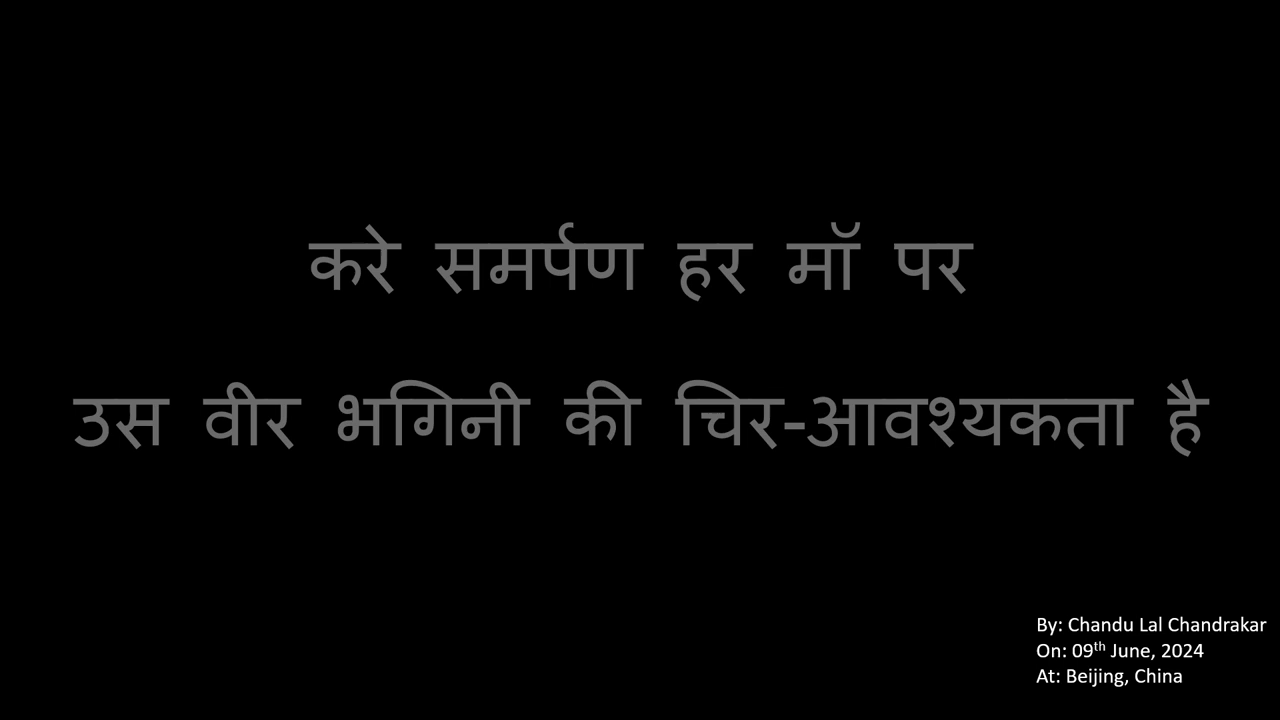 करे समर्पण हर मॉ पर
उस वीर भगिनी की चिर-आवश्यकता है
By: Chandu Lal Chandrakar
On: 09th June, 2024
At: Beijing, China